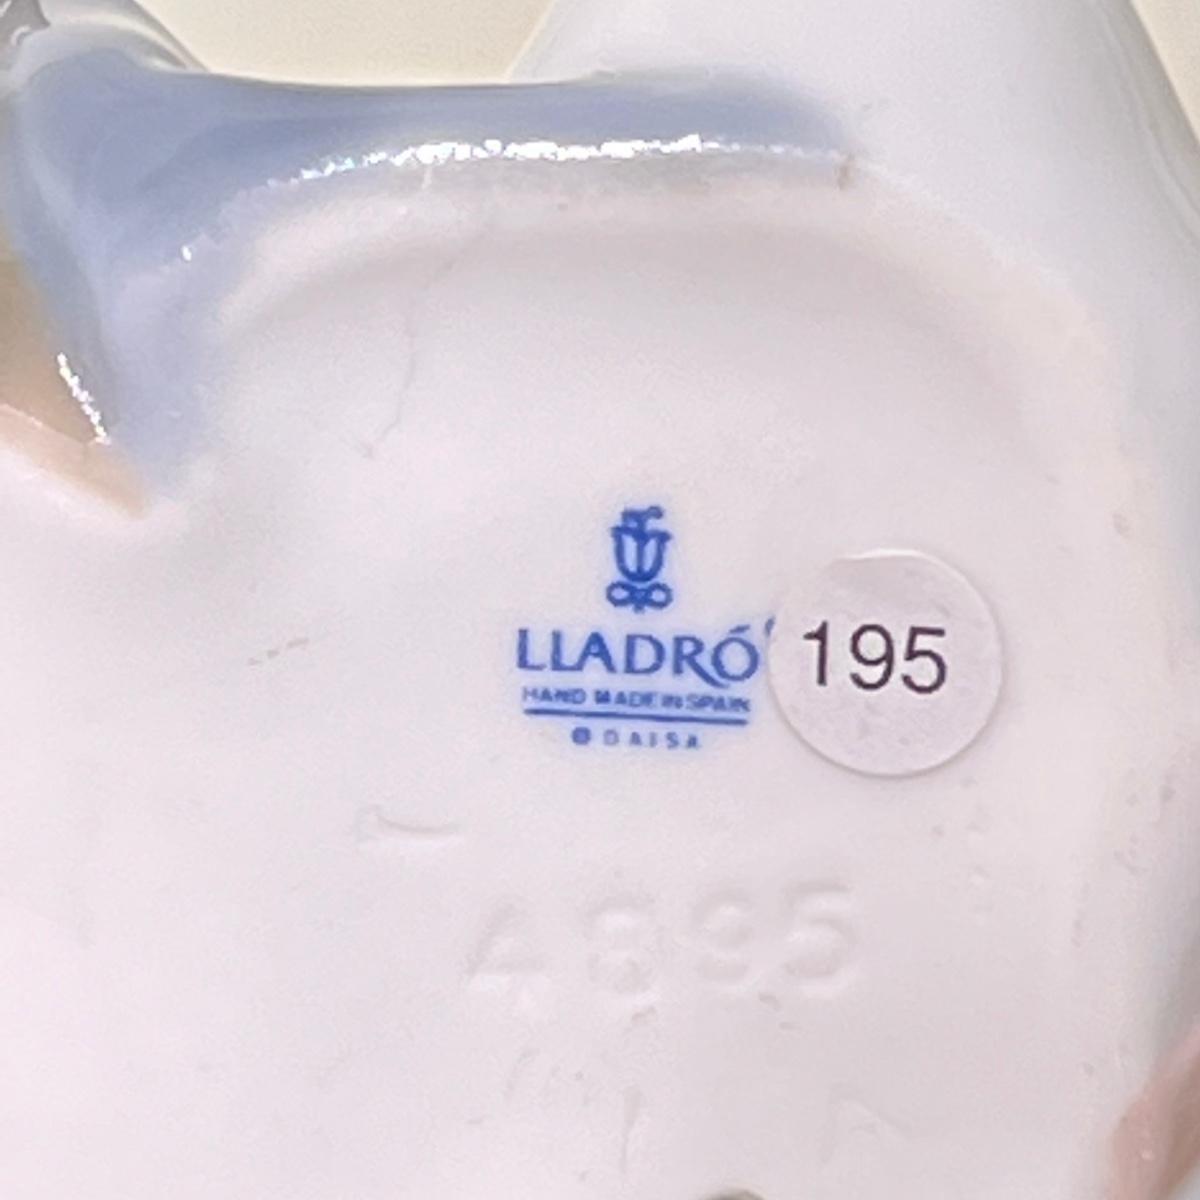 LLADRÓ
HAND MADE IN SPAIN
© DAISA
195
4895